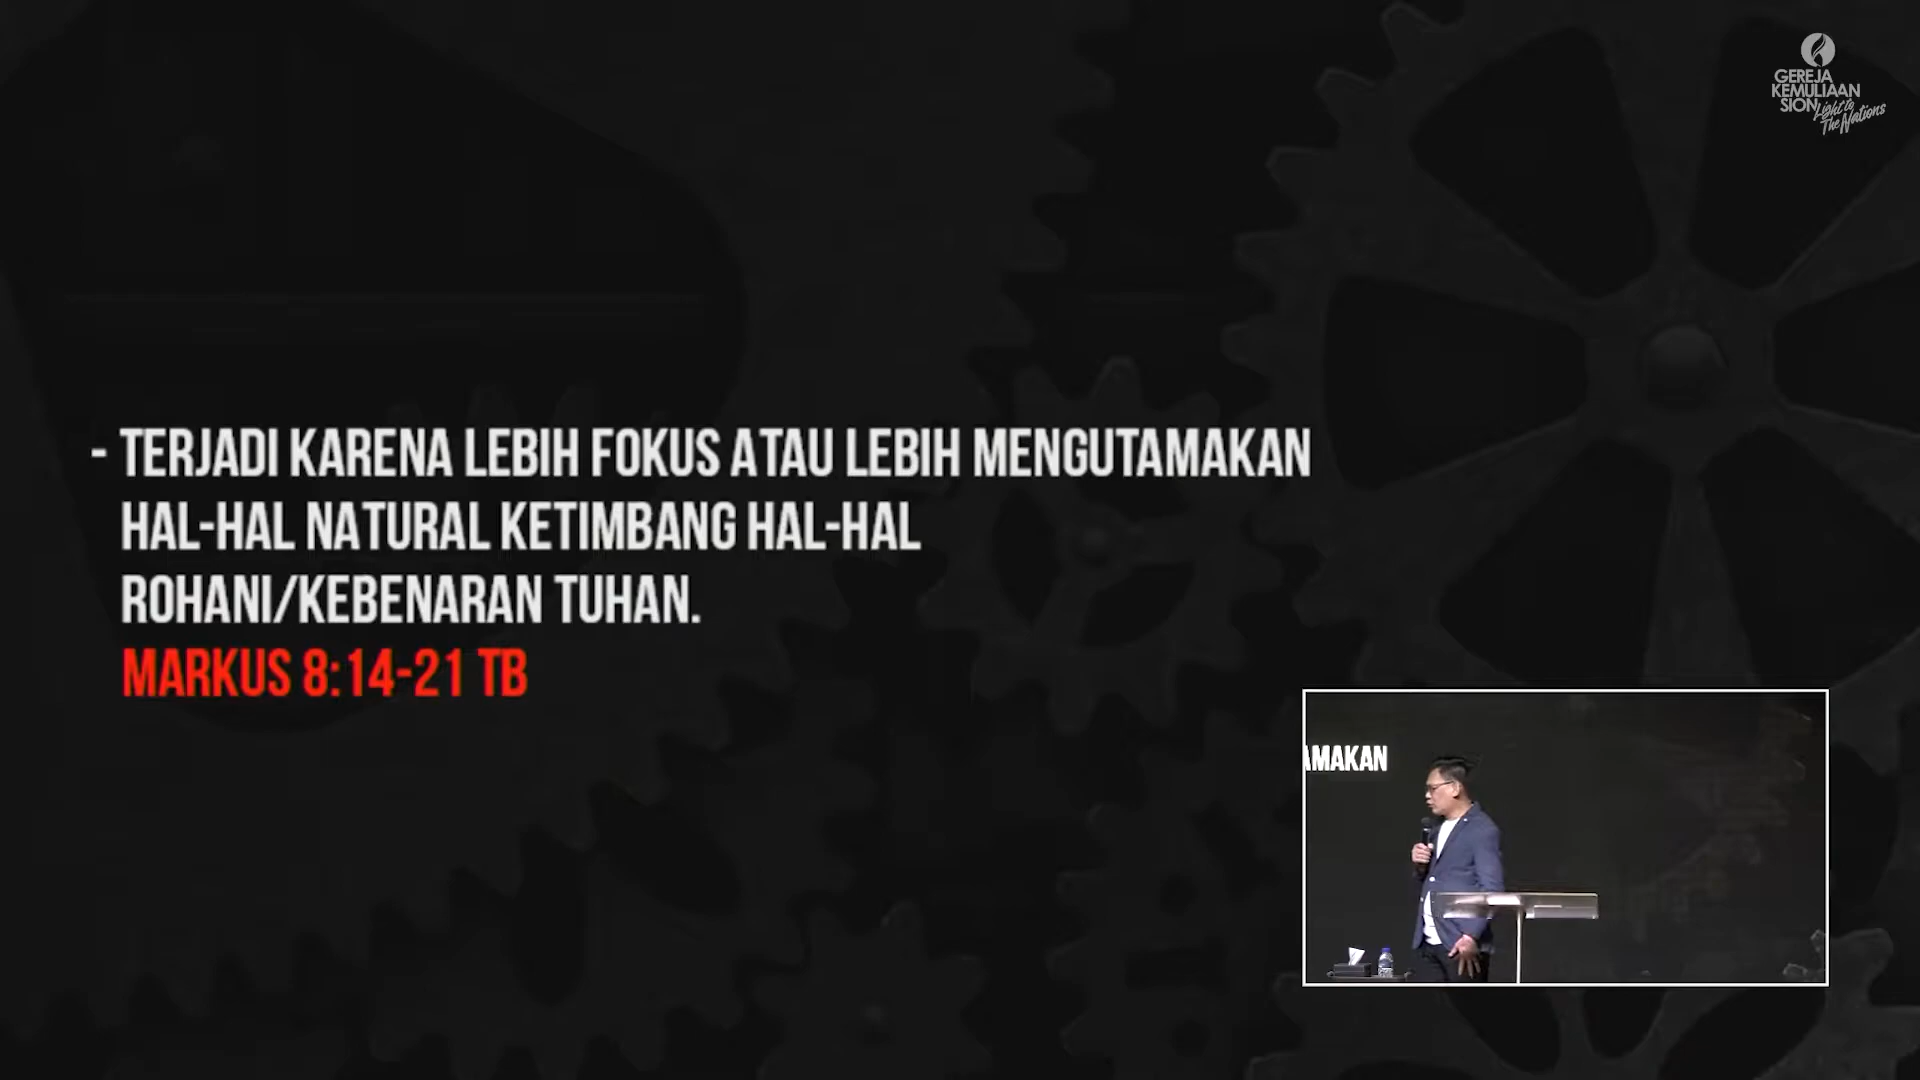 GEREJA
KEMULIAAN
SION Light to
The Nations
- TERJADI KARENA LEBIH FOKUS ATAU LEBIH MENGUTAMAKAN
HAL-HAL NATURAL KETIMBANG HAL-HAL
ROHANI/KEBENARAN TUHAN.
MARKUS 8:14-21 TB
AMAKAN